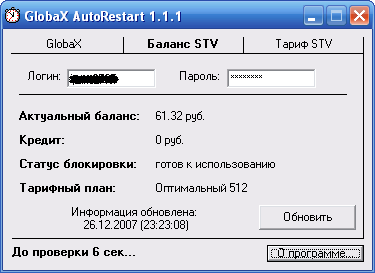 GlobaX AutoRestart 1.1.1
GlobaX Баланс STV Тариф STV
Логин: Пароль: ********
Актуальный баланс: 61.32 руб.
Кредит: 0 руб.
Статус блокировки: готов к использованию
Тарифный план: Оптимальный 512
Информация обновлена:
26.12.2007 (23:23:08) Обновить
До проверки 6 сек... О программе...